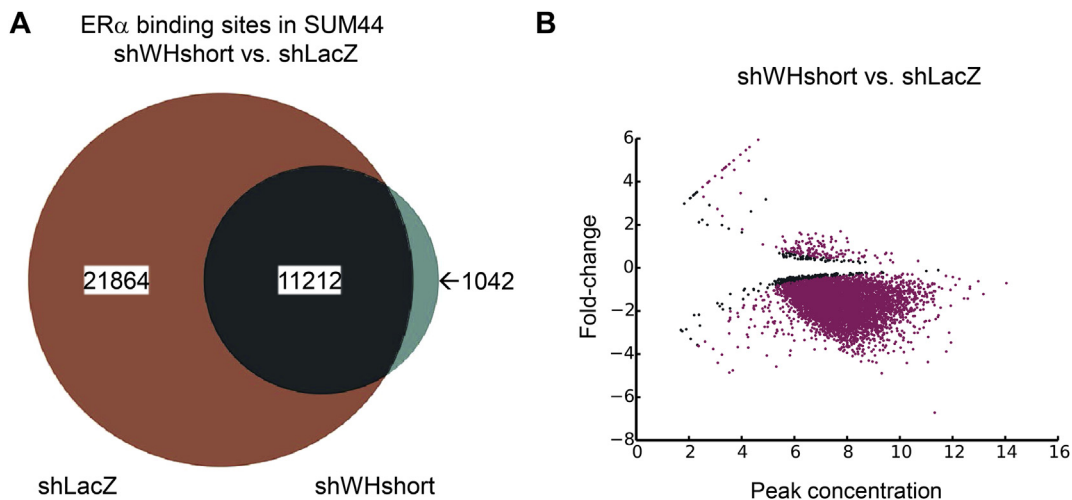 A
ERα binding sites in SUM44
shWHshort vs. shLacZ
21864
11212
←1042
shLacZ
shWHshort
B
shWHshort vs. shLacZ
Fold-change
6
4
2
0
−2
−4
−6
−8
0
2
4
6
8
10
12
14
16
Peak concentration